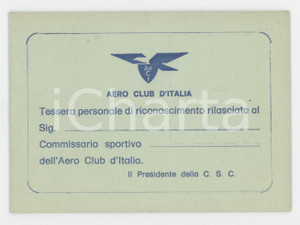 AERO CLUB D'ITALIA
Tessera personale di riconoscimento rilasciata al
Sig.
Commissario sportivo
dell'Aero Club d'Italia.
Il Presidente della C. S. C.
iCharta